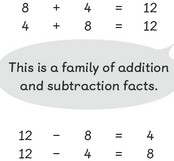 8 + 4 = 12
4 + 8 = 12
This is a family of addition
and subtraction facts.
12 − 8 = 4
12 − 4 = 8